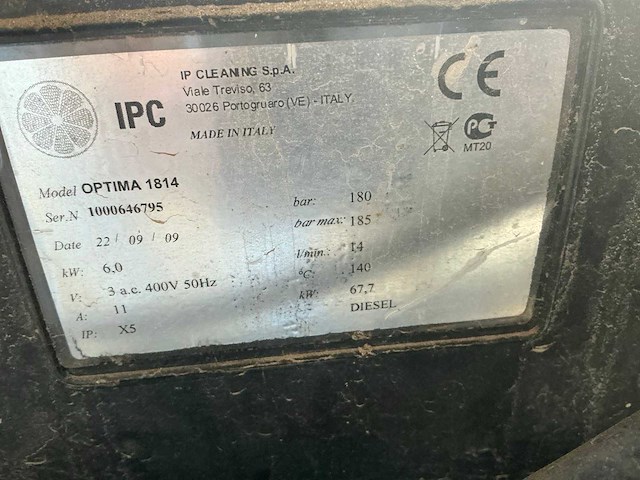 IPC
IP CLEANING S.p.A.
Viale Treviso, 63
30026 Portogruaro (VE) - ITALY
MADE IN ITALY
CE
PCT
MT20
Model OPTIMA 1814
Ser.N 1000646795
Date 22 / 09 / 09
kW: 6.0
V: 3 a.c. 400V 50Hz
A: 11
IP: X5
bar: 180
bar max: 185
l/min.: 14
°C: 140
kW: 67,7
DIESEL